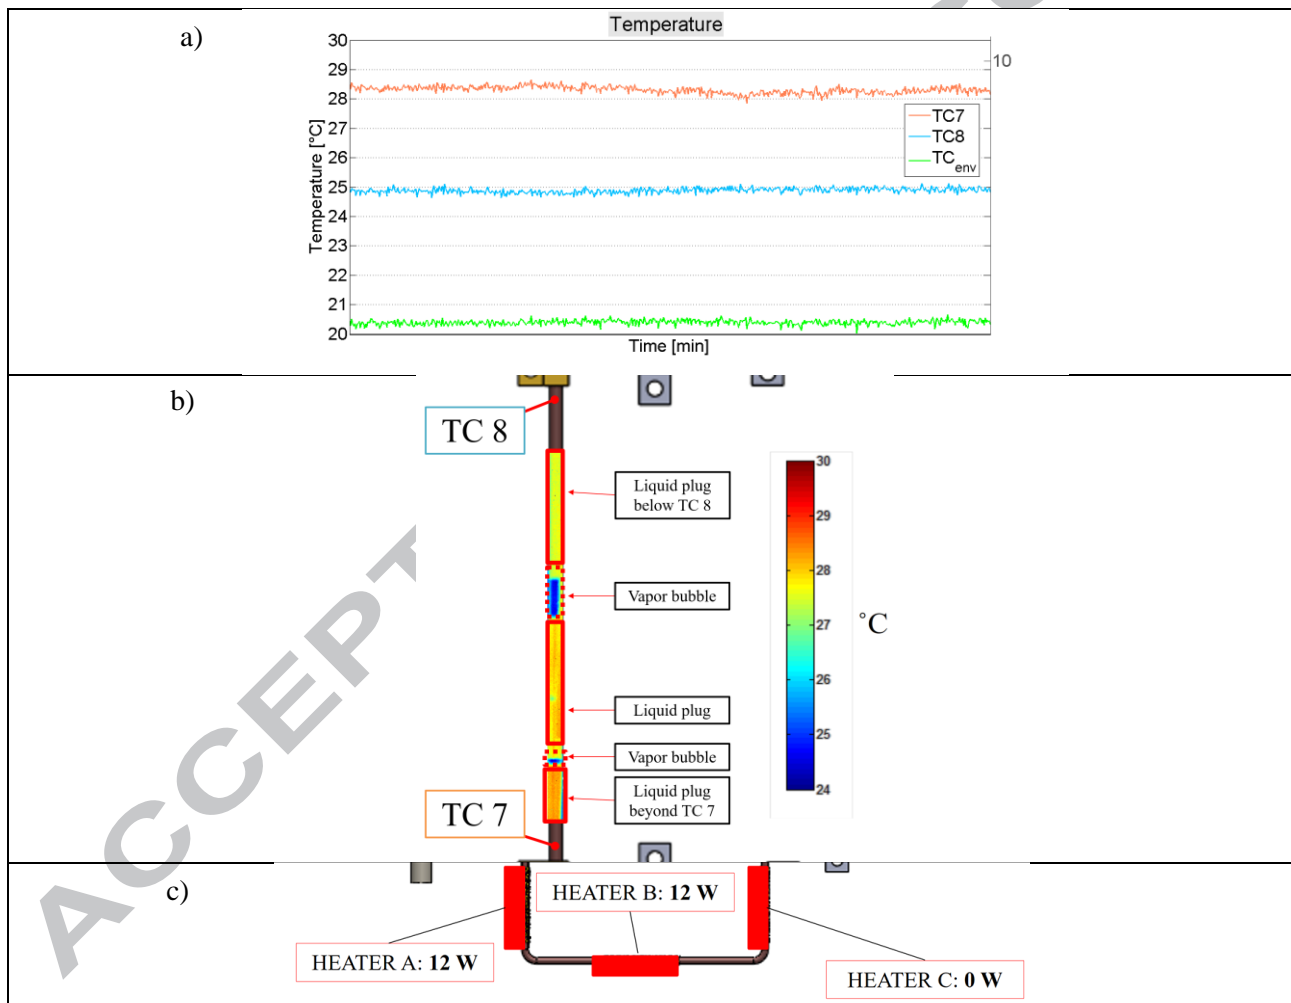 a)
Temperature
30
29
28
27
26
25
24
23
22
21
20
10
Temperature [°C]
Time [min]
TC7
TC8
TC env
b)
TC 8
Liquid plug
below TC 8
Vapor bubble
Liquid plug
Vapor bubble
Liquid plug
beyond TC 7
TC 7
30
29
28
27
26
25
24
°C
c)
HEATER B: 12 W
HEATER A: 12 W
HEATER C: 0 W
ACCEPT